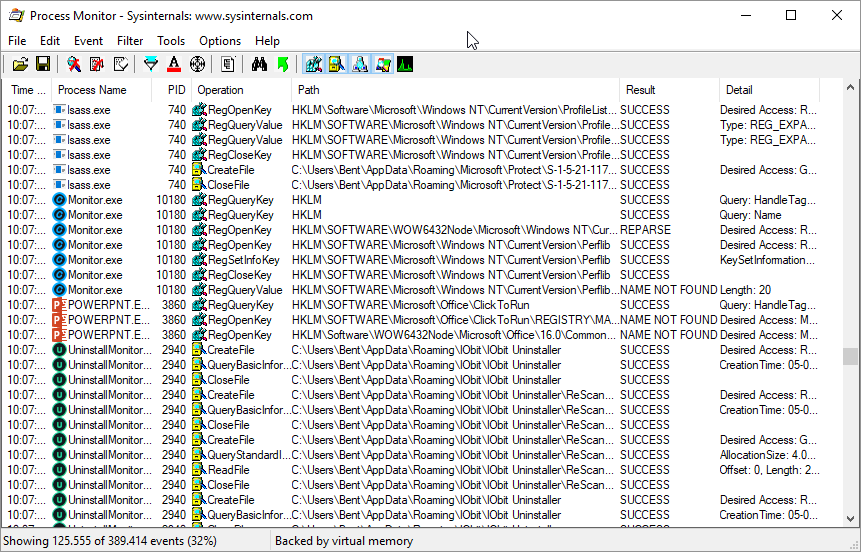 Process Monitor - Sysinternals: www.sysinternals.com
File Edit Event Filter Tools Options Help
Time ... Process Name PID Operation Path Result Detail
10:07:... lsass.exe 740 RegOpenKey HKLM\Software\Microsoft\Windows NT\CurrentVersion\ProfileList... SUCCESS Desired Access: R...
10:07:... lsass.exe 740 RegQueryValue HKLM\SOFTWARE\Microsoft\Windows NT\CurrentVersion\Profile... SUCCESS Type: REG_EXPA...
10:07:... lsass.exe 740 RegQueryValue HKLM\SOFTWARE\Microsoft\Windows NT\CurrentVersion\Profile... SUCCESS Type: REG_EXPA...
10:07:... lsass.exe 740 RegCloseKey HKLM\SOFTWARE\Microsoft\Windows NT\CurrentVersion\Profile... SUCCESS
10:07:... lsass.exe 740 CreateFile C:\Users\Bent\AppData\Roaming\Microsoft\Protect\S-1-5-21-117... SUCCESS Desired Access: G...
10:07:... lsass.exe 740 CloseFile C:\Users\Bent\AppData\Roaming\Microsoft\Protect\S-1-5-21-117... SUCCESS
10:07:... Monitor.exe 10180 RegQueryKey HKLM SUCCESS Query: HandleTag...
10:07:... Monitor.exe 10180 RegQueryKey HKLM SUCCESS Query: Name
10:07:... Monitor.exe 10180 RegOpenKey HKLM\SOFTWARE\WOW6432Node\Microsoft\Windows NT\Cur... REPARSE Desired Access: R...
10:07:... Monitor.exe 10180 RegOpenKey HKLM\SOFTWARE\Microsoft\Windows NT\CurrentVersion\Perflib SUCCESS Desired Access: R...
10:07:... Monitor.exe 10180 RegSetInfoKey HKLM\SOFTWARE\Microsoft\Windows NT\CurrentVersion\Perflib SUCCESS KeySetInformation...
10:07:... Monitor.exe 10180 RegCloseKey HKLM\SOFTWARE\Microsoft\Windows NT\CurrentVersion\Perflib SUCCESS
10:07:... Monitor.exe 10180 RegQueryValue HKLM\SOFTWARE\Microsoft\Windows NT\CurrentVersion\Perflib NAME NOT FOUND Length: 20
10:07:... POWERPNT.E... 3860 RegQueryKey HKLM\SOFTWARE\Microsoft\Office\ClickToRun SUCCESS Query: HandleTag...
10:07:... POWERPNT.E... 3860 RegOpenKey HKLM\SOFTWARE\Microsoft\Office\ClickToRun\REGISTRY\MA... NAME NOT FOUND Desired Access: M...
10:07:... POWERPNT.E... 3860 RegOpenKey HKLM\Software\WOW6432Node\Microsoft\Office\16.0\Common... NAME NOT FOUND Desired Access: M...
10:07:... UninstallMonitor... 2940 CreateFile C:\Users\Bent\AppData\Roaming\IObit\IObit Uninstaller SUCCESS Desired Access: R...
10:07:... UninstallMonitor... 2940 QueryBasicInfor... C:\Users\Bent\AppData\Roaming\IObit\IObit Uninstaller SUCCESS CreationTime: 05-0...
10:07:... UninstallMonitor... 2940 CloseFile C:\Users\Bent\AppData\Roaming\IObit\IObit Uninstaller SUCCESS
10:07:... UninstallMonitor... 2940 CreateFile C:\Users\Bent\AppData\Roaming\IObit\IObit Uninstaller\ReScan... SUCCESS Desired Access: R...
10:07:... UninstallMonitor... 2940 QueryBasicInfor... C:\Users\Bent\AppData\Roaming\IObit\IObit Uninstaller\ReScan... SUCCESS CreationTime: 05-0...
10:07:... UninstallMonitor... 2940 CloseFile C:\Users\Bent\AppData\Roaming\IObit\IObit Uninstaller\ReScan... SUCCESS
10:07:... UninstallMonitor... 2940 CreateFile C:\Users\Bent\AppData\Roaming\IObit\IObit Uninstaller\ReScan... SUCCESS Desired Access: G...
10:07:... UninstallMonitor... 2940 QueryStandardI... C:\Users\Bent\AppData\Roaming\IObit\IObit Uninstaller\ReScan... SUCCESS AllocationSize: 4.0...
10:07:... UninstallMonitor... 2940 ReadFile C:\Users\Bent\AppData\Roaming\IObit\IObit Uninstaller\ReScan... SUCCESS Offset: 0, Length: 2...
10:07:... UninstallMonitor... 2940 CloseFile C:\Users\Bent\AppData\Roaming\IObit\IObit Uninstaller\ReScan... SUCCESS
10:07:... UninstallMonitor... 2940 CreateFile C:\Users\Bent\AppData\Roaming\IObit\IObit Uninstaller SUCCESS Desired Access: R...
10:07:... UninstallMonitor... 2940 QueryBasicInfor... C:\Users\Bent\AppData\Roaming\IObit\IObit Uninstaller SUCCESS CreationTime: 05-0...
Showing 125.555 of 389.414 events (32%) Backed by virtual memory